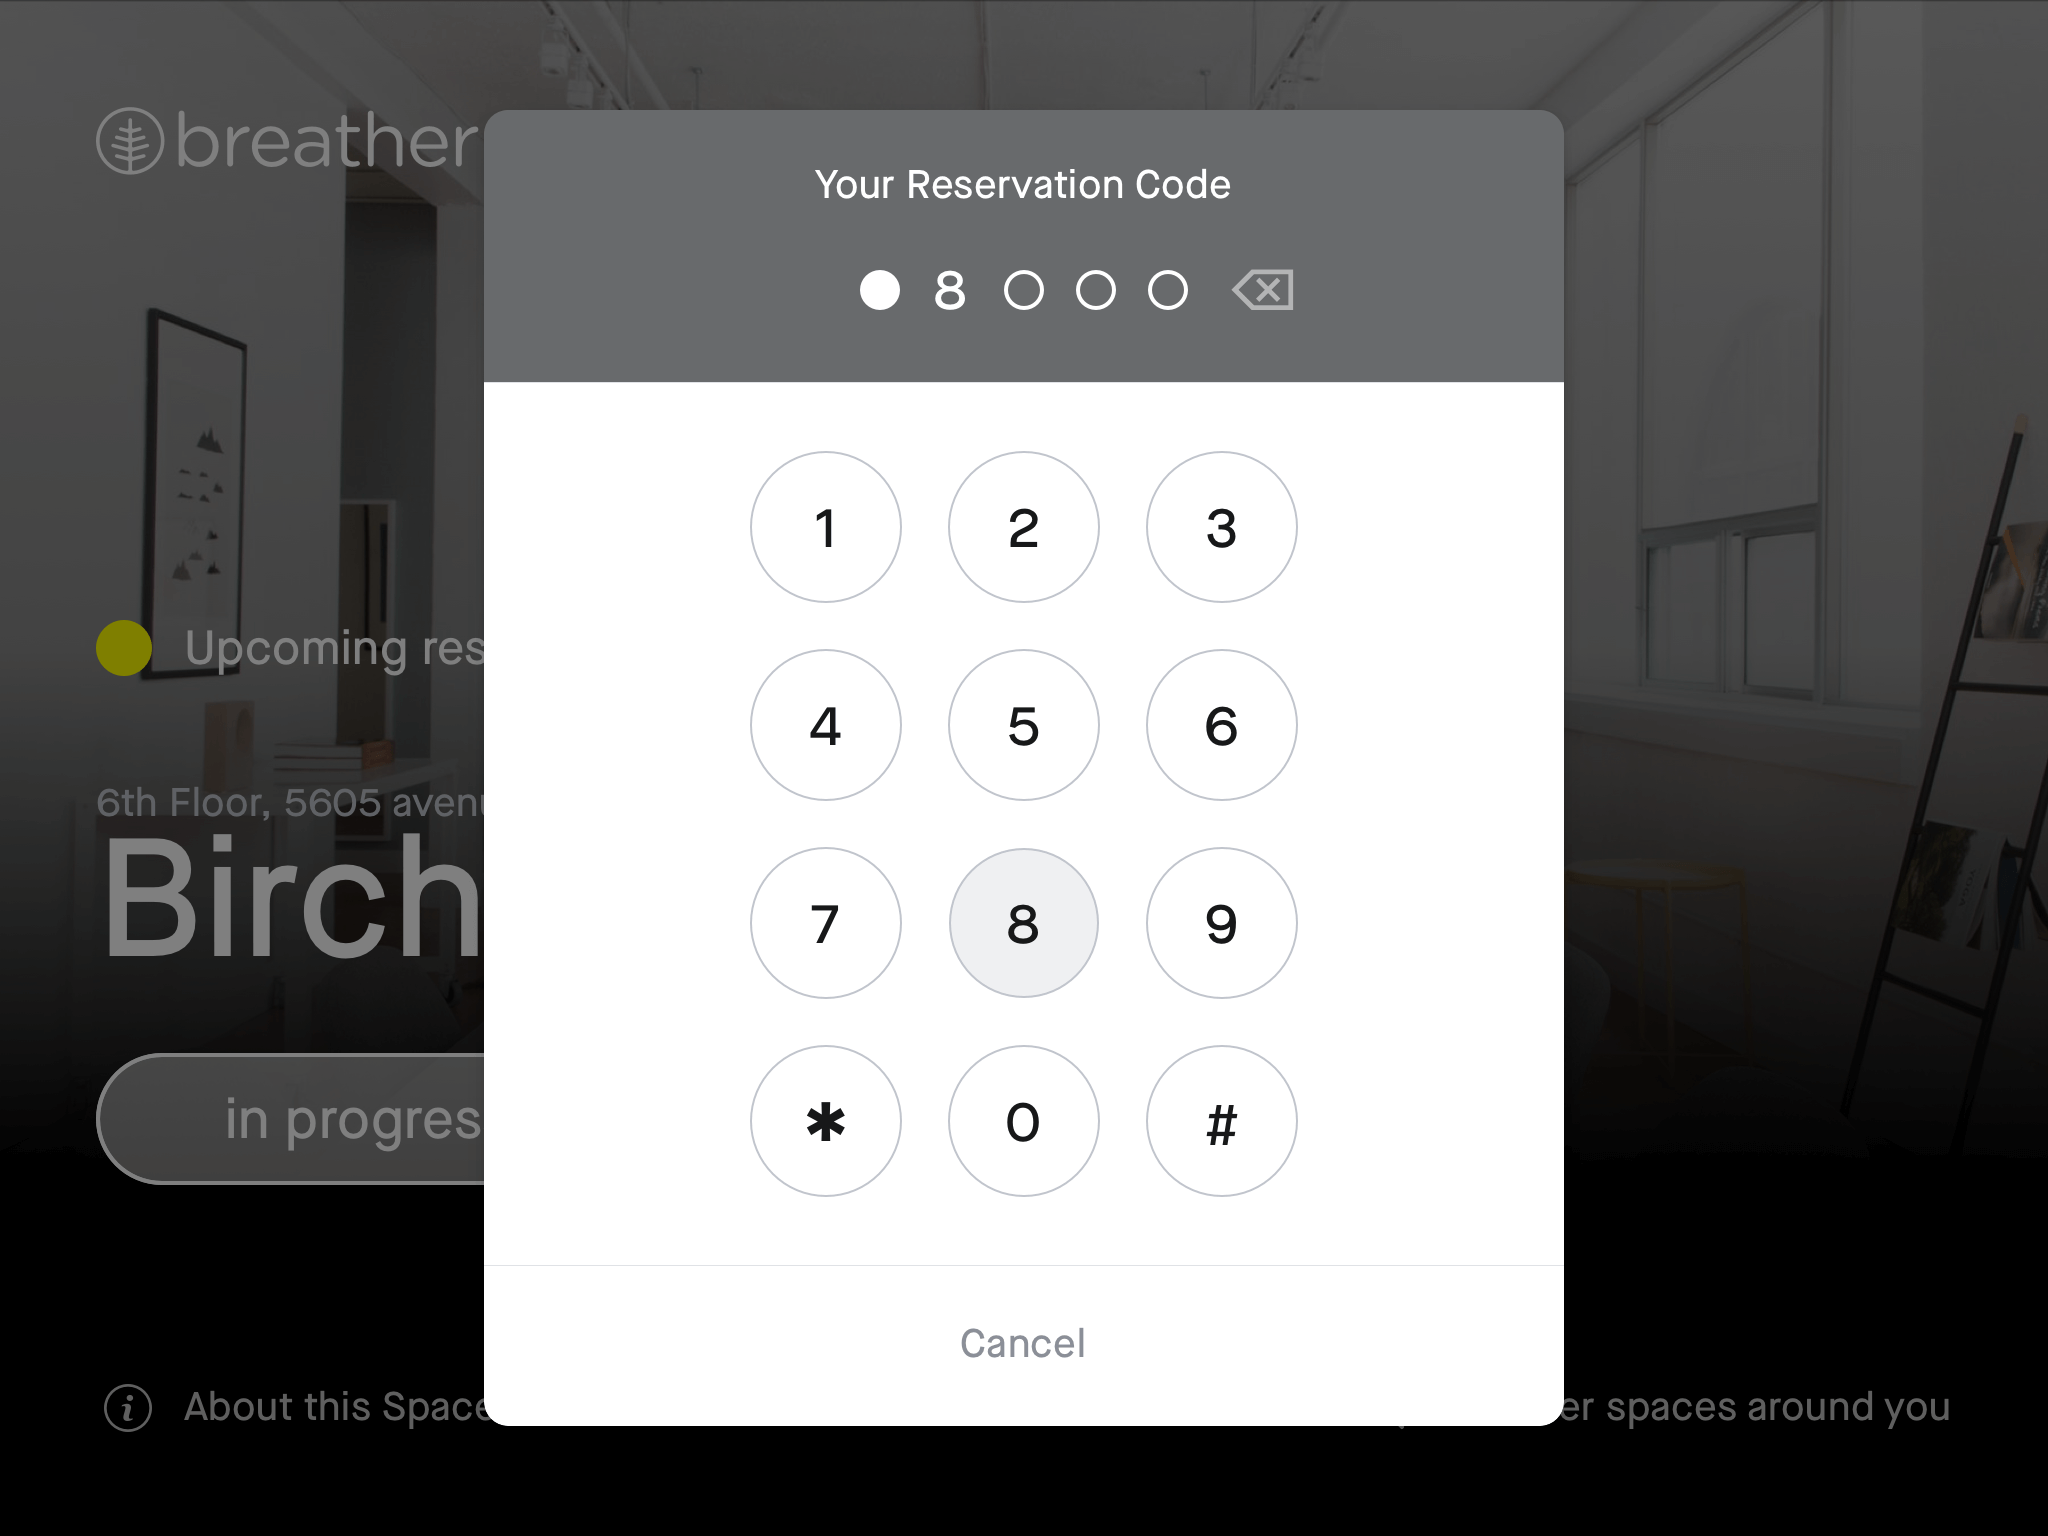 breather
Your Reservation Code
8
1 2 3
4 5 6
7 8 9
* 0 #
Upcoming res
6th Floor, 5605 avenu
Birch
in progres
Cancel
About this Space
er spaces around you